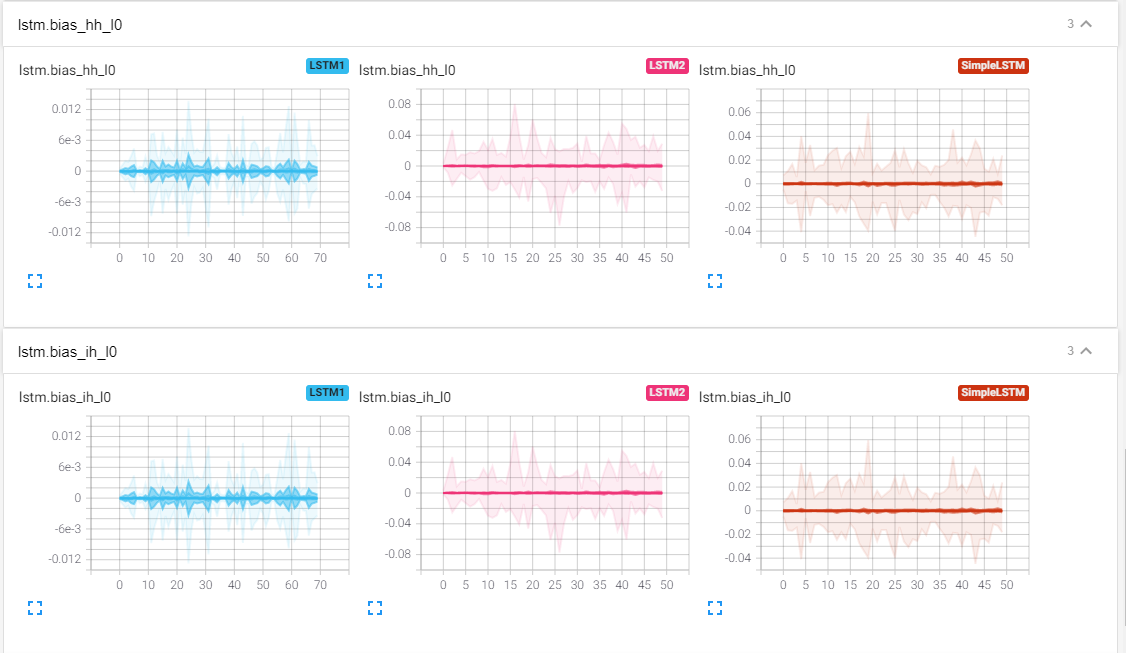 lstm.bias_hh_l0 3
lstm.bias_hh_l0 LSTM1
0.012
6e-3
0
-6e-3
-0.012
0 10 20 30 40 50 60 70
lstm.bias_hh_l0 LSTM2
0.08
0.04
0
-0.04
-0.08
0 5 10 15 20 25 30 35 40 45 50
lstm.bias_hh_l0 SimpleLSTM
0.06
0.04
0.02
0
-0.02
-0.04
0 5 10 15 20 25 30 35 40 45 50
lstm.bias_ih_l0 3
lstm.bias_ih_l0 LSTM1
0.012
6e-3
0
-6e-3
-0.012
0 10 20 30 40 50 60 70
lstm.bias_ih_l0 LSTM2
0.08
0.04
0
-0.04
-0.08
0 5 10 15 20 25 30 35 40 45 50
lstm.bias_ih_l0 SimpleLSTM
0.06
0.04
0.02
0
-0.02
-0.04
0 5 10 15 20 25 30 35 40 45 50